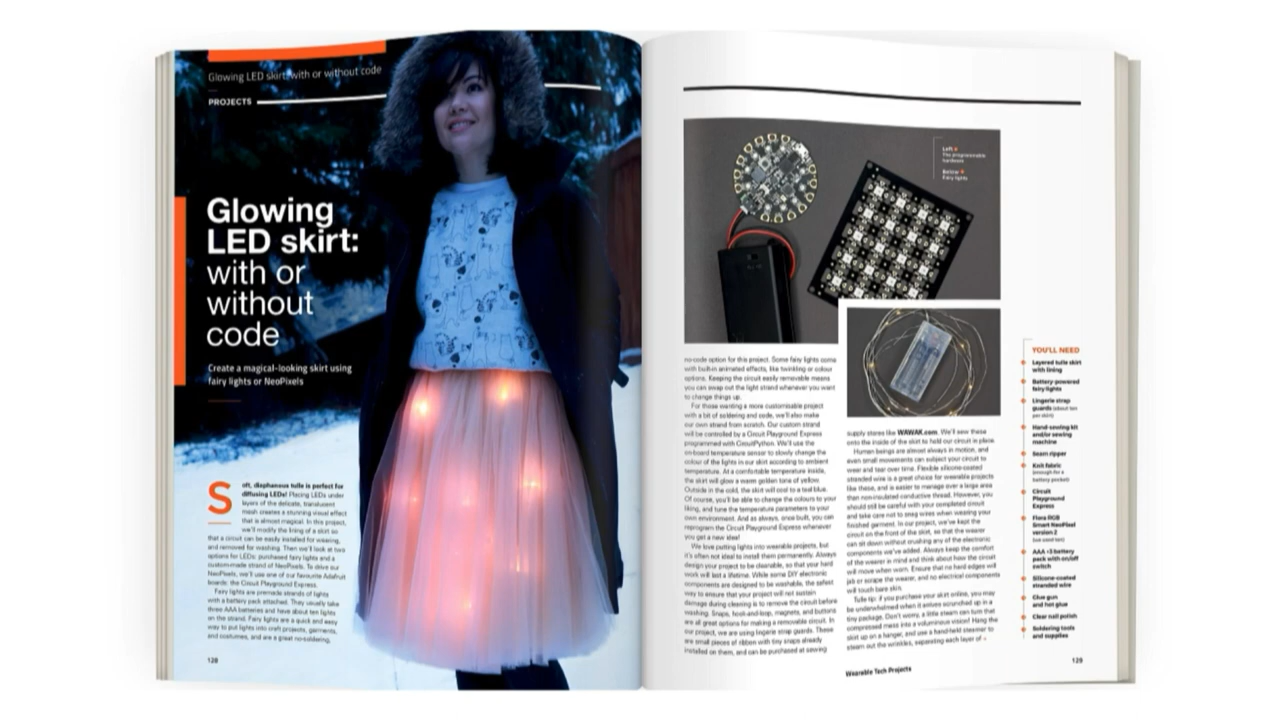 Glowing LED skirt: with or without code
PROJECTS
Glowing
LED skirt:
with or
without
code
Create a magical-looking skirt using
fairy lights or NeoPixels
Soft, diaphanous tulle is perfect for
diffusing LEDs! Placing LEDs under
layers of the delicate, translucent
mesh creates a stunning visual effect
that is almost magical. In this project,
we'll modify the lining of a skirt so
that a circuit can be easily installed for wearing,
and removed for washing. Then we'll look at two
options for LEDs: purchased fairy lights and a
custom-made strand of NeoPixels. To drive our
NeoPixels, we'll use one of our favourite Adafruit
boards: the Circuit Playground Express.
Fairy lights are premade strands of lights
with a battery pack attached. They usually take
three AAA batteries and have about ten lights
on the strand. Fairy lights are a quick and easy
way to put lights into craft projects, garments,
and costumes, and are a great no-soldering,
128
Left
The programmable
hardware
Below
Fairy lights
no-code option for this project. Some fairy lights come
with built-in animated effects, like twinkling or colour
options. Keeping the circuit easily removable means
you can swap out the light strand whenever you want
to change things up.
For those wanting a more customisable project
with a bit of soldering and code, we'll also make
our own strand from scratch. Our custom strand
will be controlled by a Circuit Playground Express
programmed with CircuitPython. We'll use the
on-board temperature sensor to slowly change the
colour of the lights in our skirt according to ambient
temperature. At a comfortable temperature inside,
the skirt will glow a warm golden tone of yellow.
Outside in the cold, the skirt will cool to a teal blue.
Of course, you'll be able to change the colours to your
liking, and tune the temperature parameters to your
own environment. And as always, once built, you can
reprogram the Circuit Playground Express whenever
you get a new idea!
We love putting lights into wearable projects, but
it's often not ideal to install them permanently. Always
design your project to be cleanable, so that your hard
work will last a lifetime. While some DIY electronic
components are designed to be washable, the safest
way to ensure that your project will not sustain
damage during cleaning is to remove the circuit before
washing. Snaps, hook-and-loop, magnets, and buttons
are all great options for making a removable circuit. In
our project, we are using lingerie strap guards. These
are small pieces of ribbon with tiny snaps already
installed on them, and can be purchased at sewing
supply stores like WAWAK.com. We'll sew these
onto the inside of the skirt to hold our circuit in place.
Human beings are almost always in motion, and
even small movements can subject your circuit to
wear and tear over time. Flexible silicone-coated
stranded wire is a great choice for wearable projects
like these, and is easier to manage over a large area
than non-insulated conductive thread. However, you
should still be careful with your completed circuit
and take care not to snag wires when wearing your
finished garment. In our project, we've kept the
circuit on the front of the skirt, so that the wearer
can sit down without crushing any of the electronic
components we've added. Always keep the comfort
of the wearer in mind and think about how the circuit
will move when worn. Ensure that no hard edges will
jab or scrape the wearer, and no electrical components
will touch bare skin.
Tulle tip: if you purchase your skirt online, you may
be underwhelmed when it arrives scrunched up in a
tiny package. Don't worry, a little steam can turn that
compressed mess into a voluminous vision! Hang the
skirt up on a hanger, and use a hand-held steamer to
steam out the wrinkles, separating each layer of
YOU'LL NEED
Layered tulle skirt
with lining
Battery-powered
fairy lights
Lingerie strap
guards (about ten
per skirt)
Hand-sewing kit
and/or sewing
machine
Seam ripper
Knit fabric
(enough for a
battery pocket)
Circuit
Playground
Express
Flora RGB
Smart NeoPixel
version 2
(we used ten)
AAA ×3 battery
pack with on/off
switch
Silicone-coated
stranded wire
Glue gun
and hot glue
Clear nail polish
Soldering tools
and supplies
Wearable Tech Projects
129